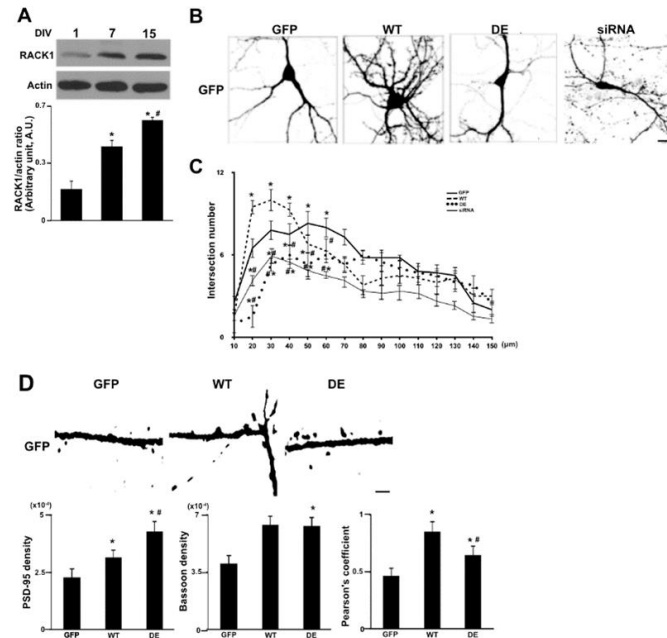 A
DIV 1 7 15
RACK1
Actin
RACK1/actin ratio
(Arbitrary unit, A.U.)
0.7
0.3
0
*
*, #
B
GFP WT DE siRNA
GFP
C
Intersection number
12
6
0
GFP
WT
DE
siRNA
10 20 30 40 50 60 70 80 90 100 110 120 130 140 150 (μm)
D
GFP WT DE
GFP
PSD-95 density
5
2.5
0
*
* #
GFP WT DE
Bassoon density
7
3.5
0
*
GFP WT DE
Pearson's coefficient
1
0.5
0
*
* #
GFP WT DE